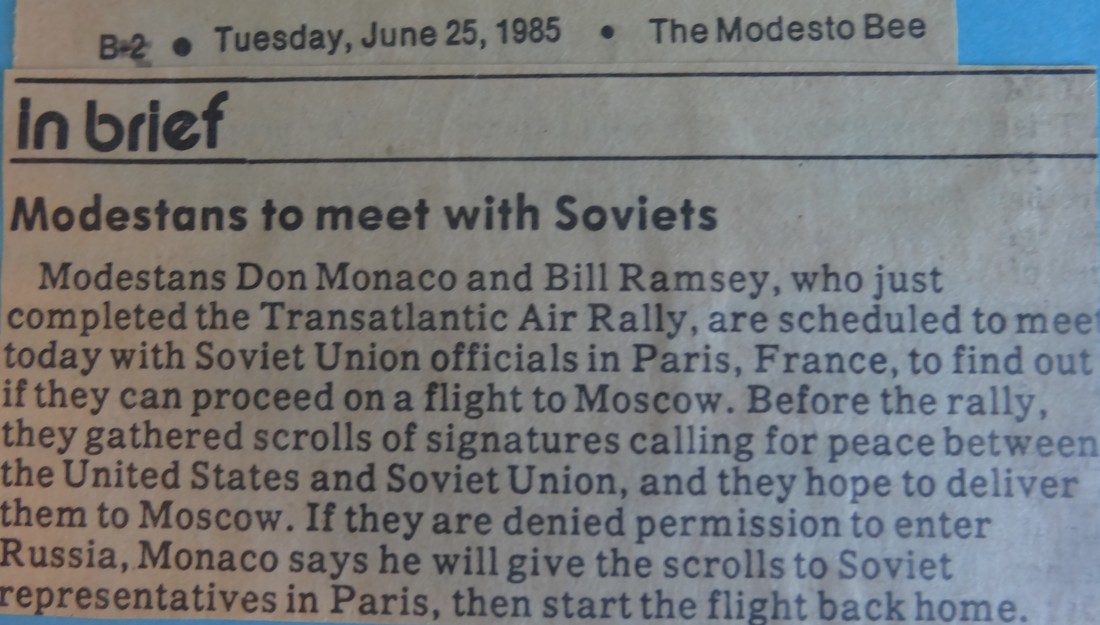 B-2 • Tuesday, June 25, 1985 • The Modesto Bee
in brief
Modestans to meet with Soviets
Modestans Don Monaco and Bill Ramsey, who just
completed the Transatlantic Air Rally, are scheduled to meet
today with Soviet Union officials in Paris, France, to find out
if they can proceed on a flight to Moscow. Before the rally,
they gathered scrolls of signatures calling for peace between
the United States and Soviet Union, and they hope to deliver
them to Moscow. If they are denied permission to enter
Russia, Monaco says he will give the scrolls to Soviet
representatives in Paris, then start the flight back home.